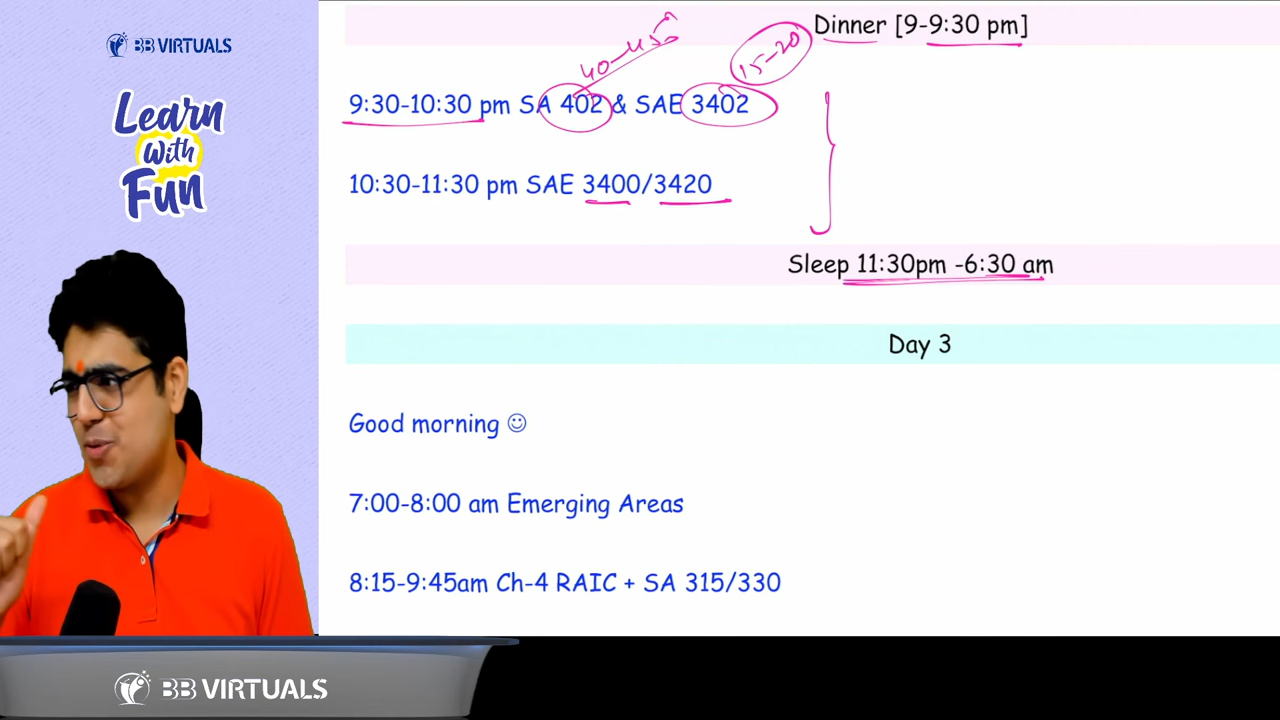 BB VIRTUALS
Learn
With
Fun
Dinner [9-9:30 pm]
40-45
15-20
9:30-10:30 pm SA 402 & SAE 3402
10:30-11:30 pm SAE 3400/3420
Sleep 11:30pm -6:30 am
Day 3
Good morning ☺
7:00-8:00 am Emerging Areas
8:15-9:45am Ch-4 RAIC + SA 315/330
BB VIRTUALS